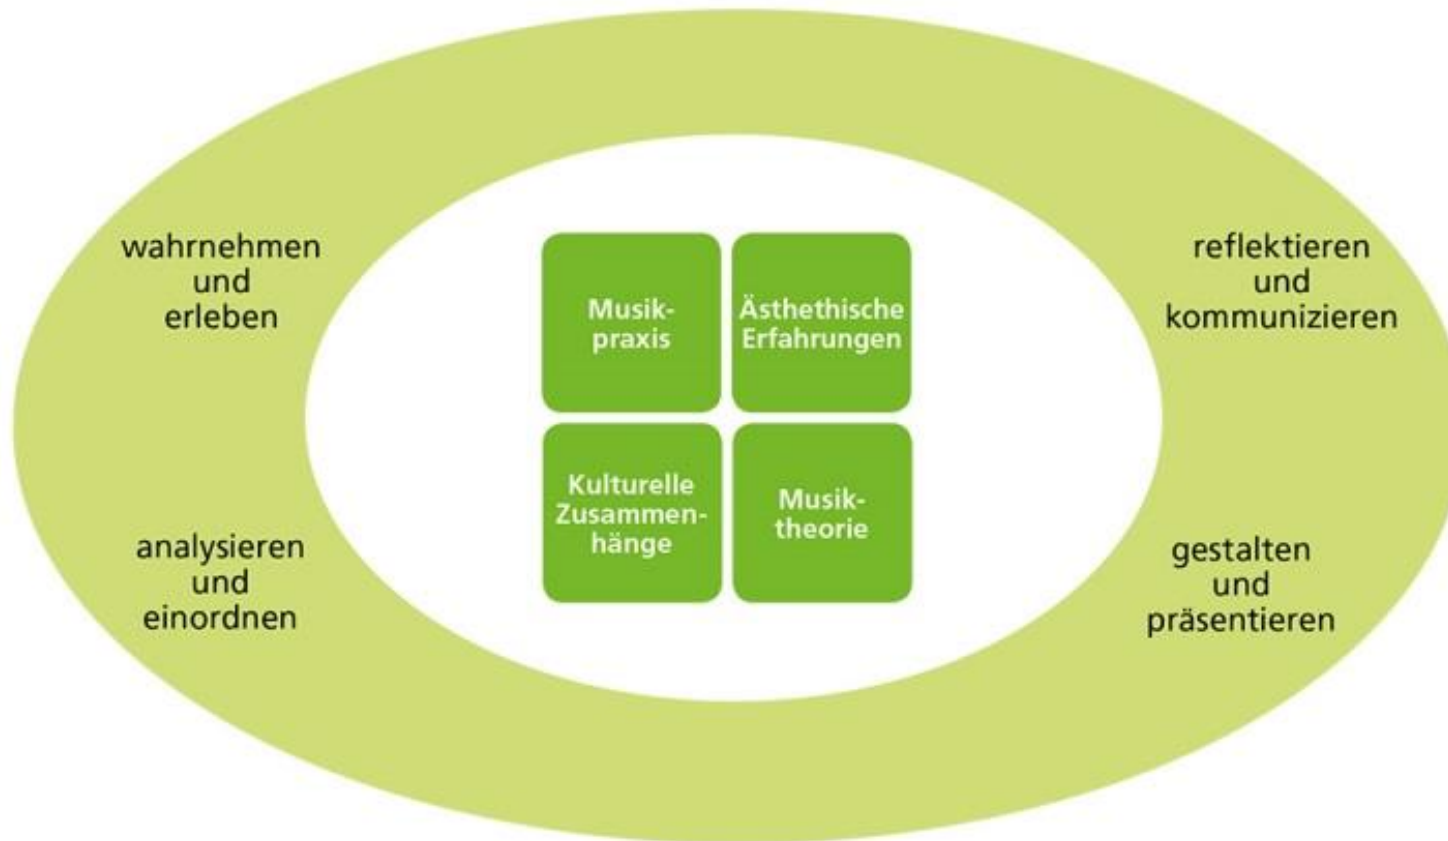 wahrnehmen
und
erleben
reflektieren
und
kommunizieren
Musik-
praxis
Ästhethische
Erfahrungen
Kulturelle
Zusammen-
hänge
Musik-
theorie
analysieren
und
einordnen
gestalten
und
präsentieren